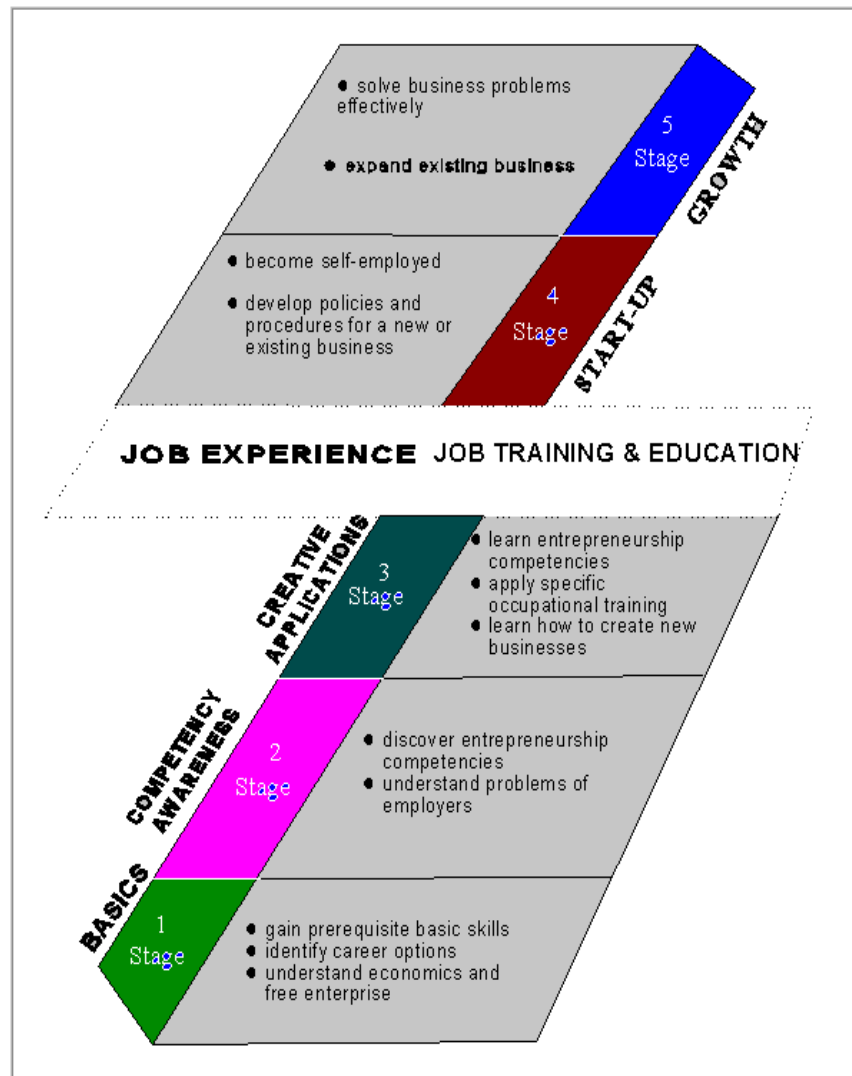 ● solve business problems
effectively
● expand existing business
5
Stage
GROWTH
● become self-employed
● develop policies and
procedures for a new or
existing business
4
Stage
START-UP
JOB EXPERIENCE JOB TRAINING & EDUCATION
CREATIVE
APPLICATIONS
3
Stage
● learn entrepreneurship
competencies
● apply specific
occupational training
● learn how to create new
businesses
COMPETENCY
AWARENESS
2
Stage
● discover entrepreneurship
competencies
● understand problems of
employers
BASICS
1
Stage
● gain prerequisite basic skills
● identify career options
● understand economics and
free enterprise